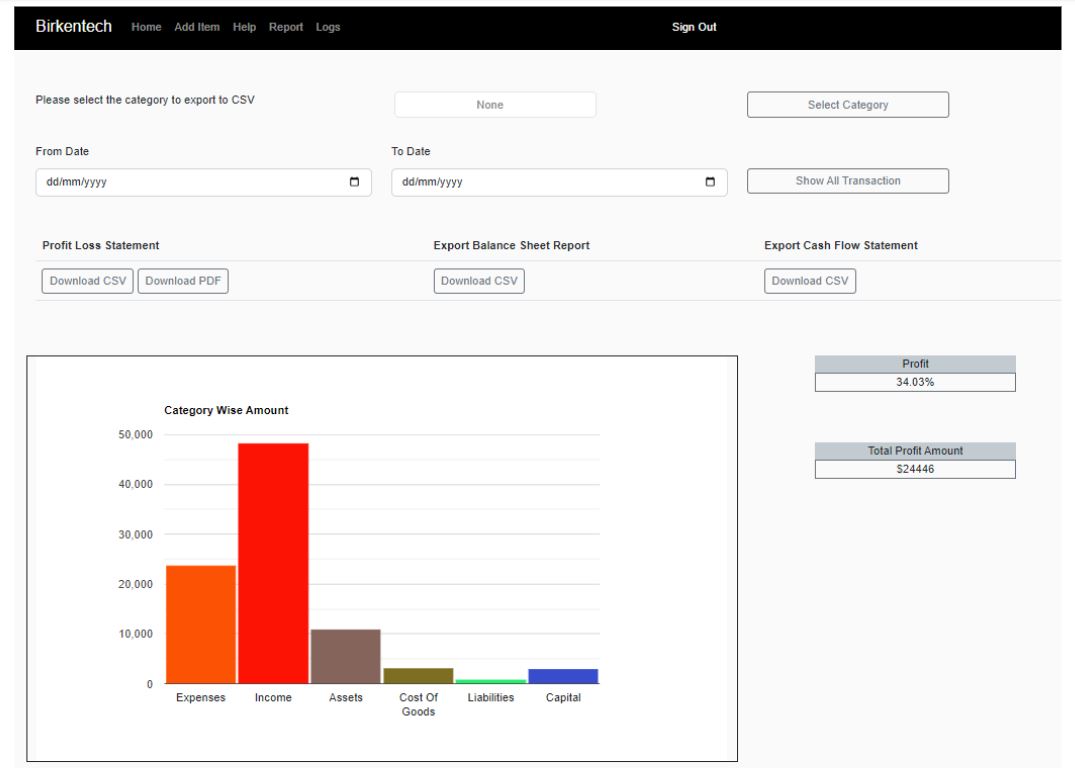 Birkentech Home Add Item Help Report Logs Sign Out
Please select the category to export to CSV None Select Category
From Date To Date
dd/mm/yyyy dd/mm/yyyy Show All Transaction
Profit Loss Statement Export Balance Sheet Report Export Cash Flow Statement
Download CSV Download PDF Download CSV Download CSV
Profit
34.03%
Total Profit Amount
$24446
Category Wise Amount
50,000
40,000
30,000
20,000
10,000
0
Expenses Income Assets Cost Of Goods Liabilities Capital